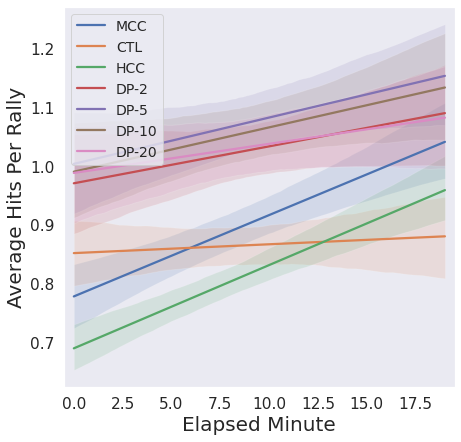 MCC
CTL
HCC
DP-2
DP-5
DP-10
DP-20
1.2
1.1
1.0
0.9
0.8
0.7
Average Hits Per Rally
0.0 2.5 5.0 7.5 10.0 12.5 15.0 17.5
Elapsed Minute